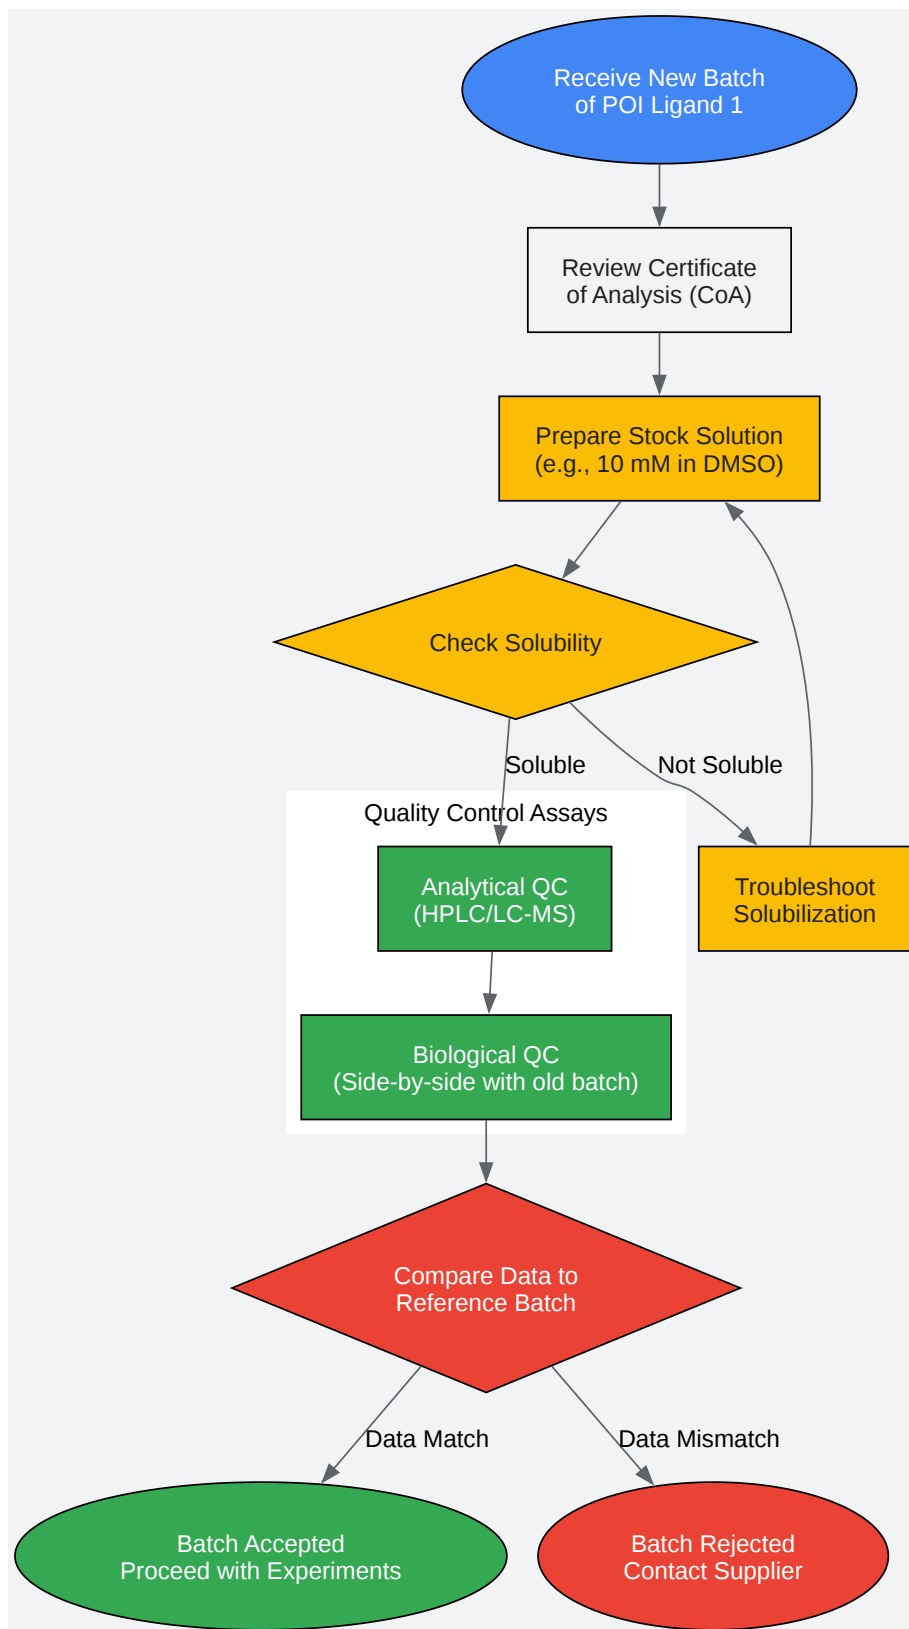 Receive New Batch
of POI Ligand 1
Review Certificate
of Analysis (CoA)
Prepare Stock Solution
(e.g., 10 mM in DMSO)
Check Solubility
Soluble
Not Soluble
Quality Control Assays
Analytical QC
(HPLC/LC-MS)
Troubleshoot
Solubilization
Biological QC
(Side-by-side with old batch)
Compare Data to
Reference Batch
Data Match
Data Mismatch
Batch Accepted
Proceed with Experiments
Batch Rejected
Contact Supplier